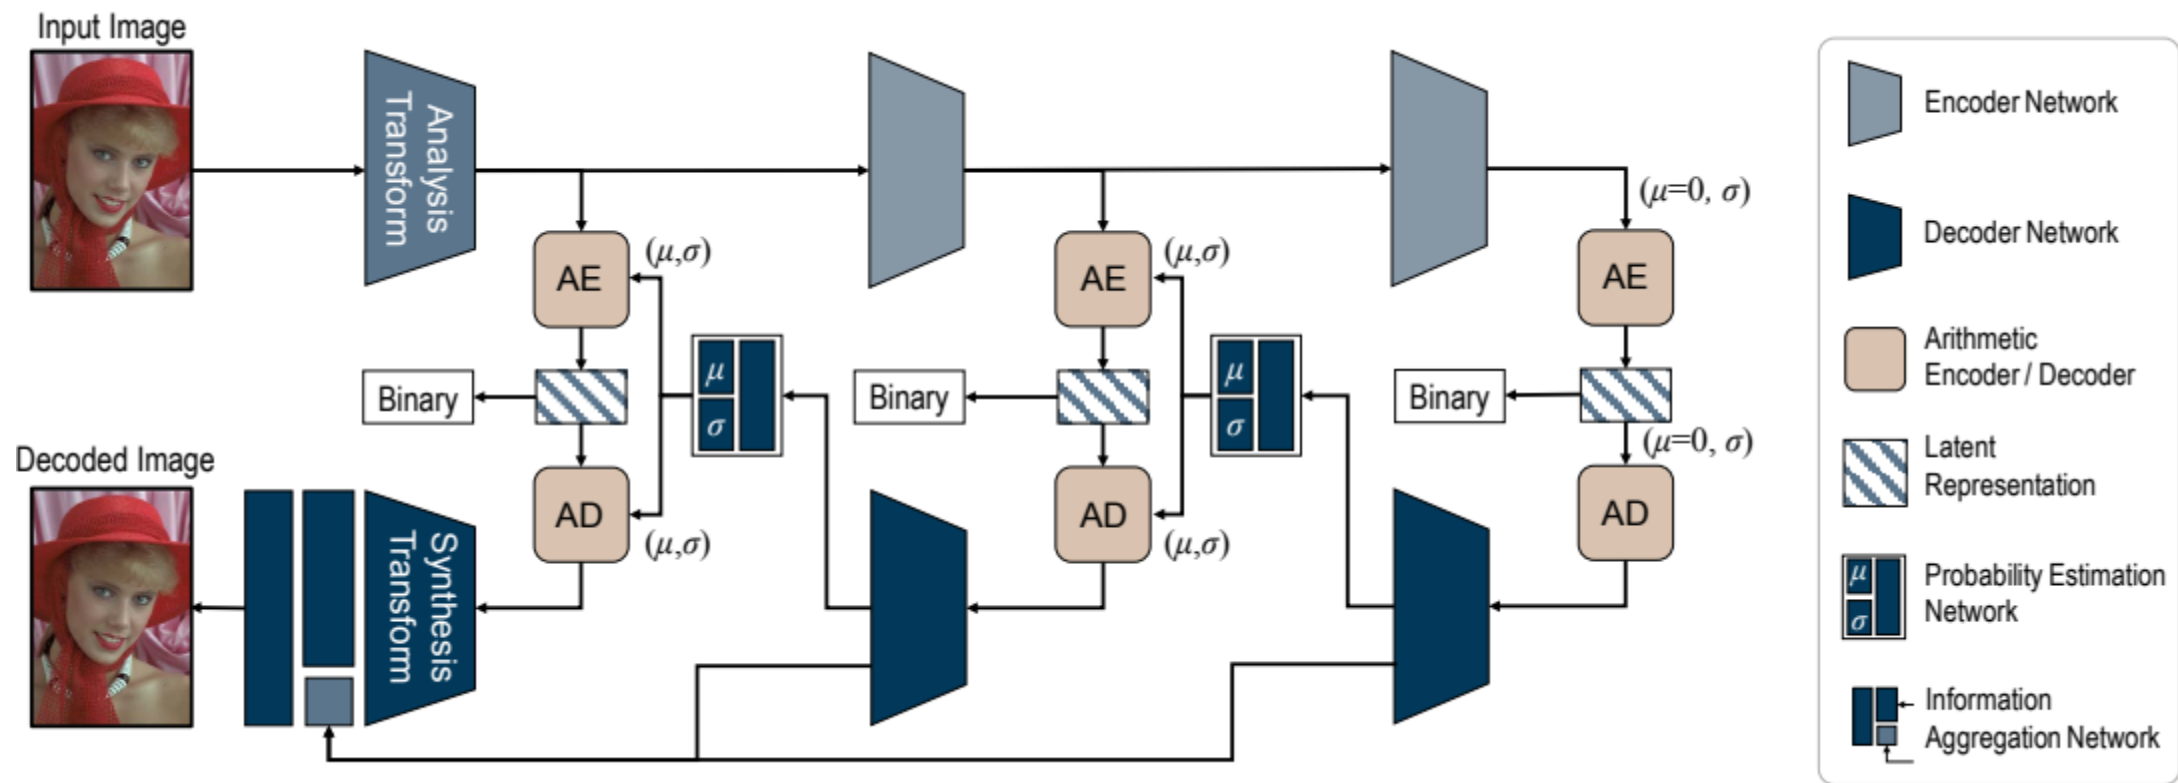 Input Image
Analysis
Transform
(μ=0, σ)
(μ,σ)
(μ,σ)
AE
AE
AE
μ
σ
μ
σ
Binary
Binary
Binary
(μ=0, σ)
Decoded Image
AD
AD
AD
(μ,σ)
(μ,σ)
Synthesis
Transform
Encoder Network
Decoder Network
Arithmetic
Encoder / Decoder
Latent
Representation
μ
σ
Probability Estimation
Network
Information
Aggregation Network